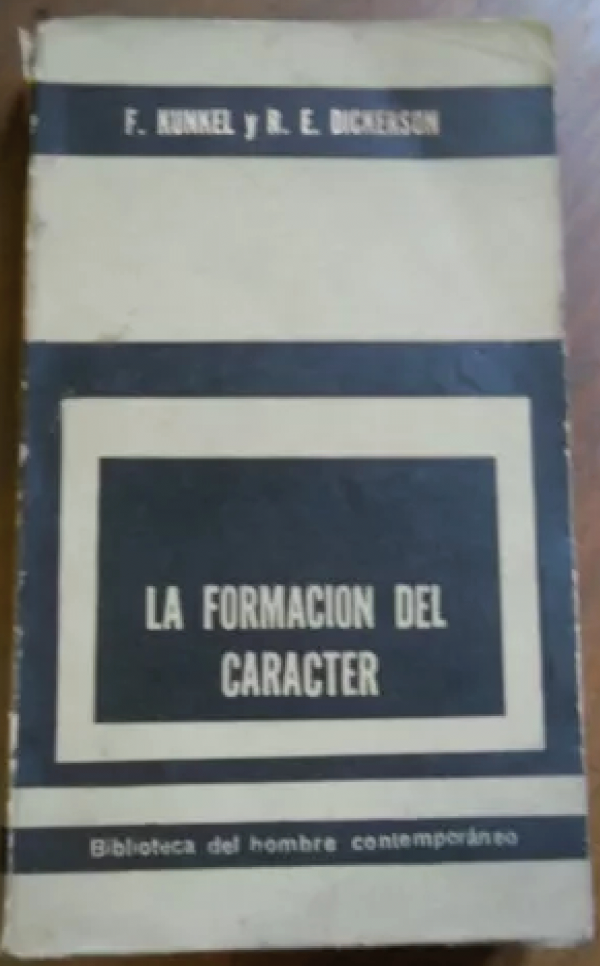 F. KUNKEL y R. E. DICKERSON
LA FORMACION DEL
CARACTER
Biblioteca del hombre contemporáneo